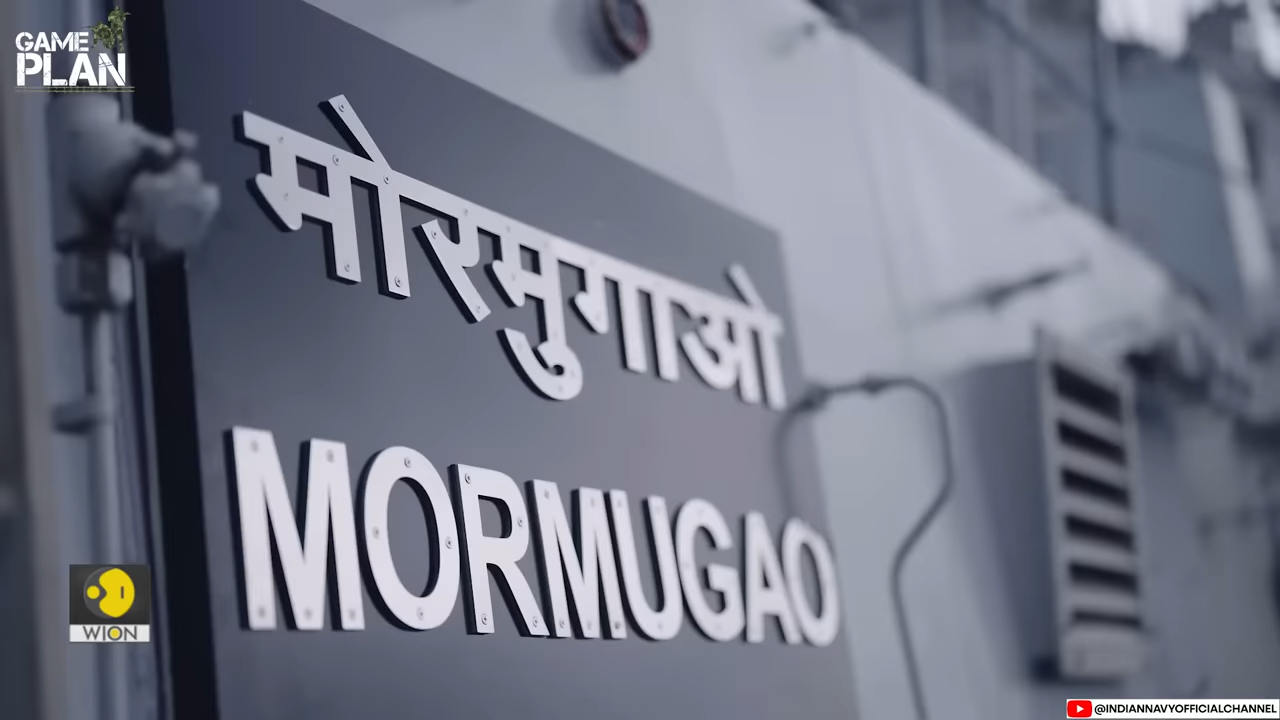 GAME
PLAN
मोरमुगाओ
MORMUGAO
WION
@INDIANNAVYOFFICIALCHANNEL